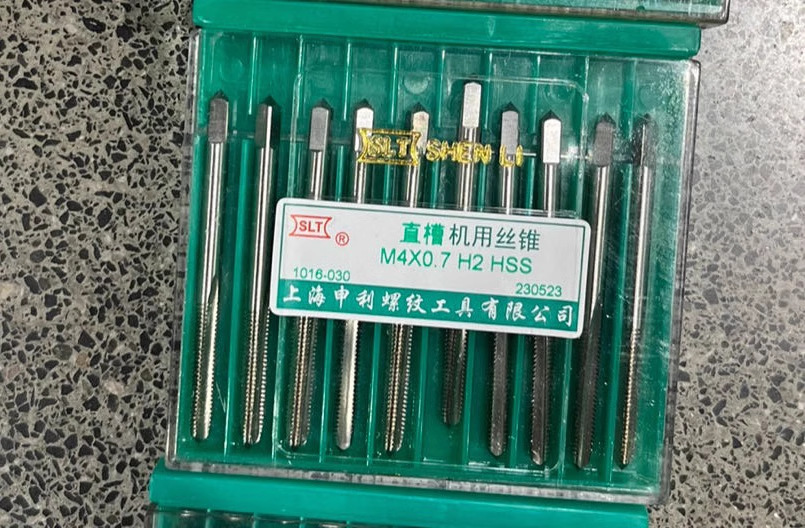 SLT SHEN LI
SLT ®
直槽 机用丝锥
M4X0.7 H2 HSS
1016-030
230523
上海申利螺纹工具有限公司